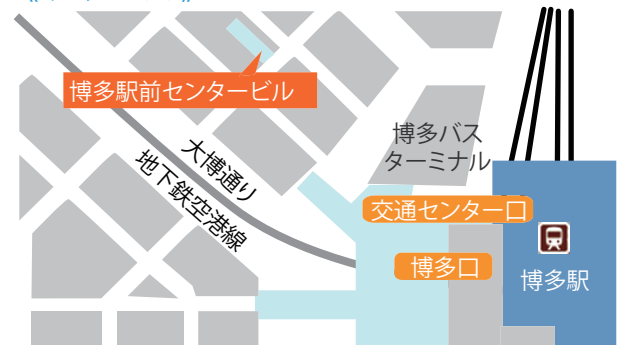 博多駅前センタービル
大博通り
地下鉄空港線
博多バス
ターミナル
交通センター口
博多口
博多駅